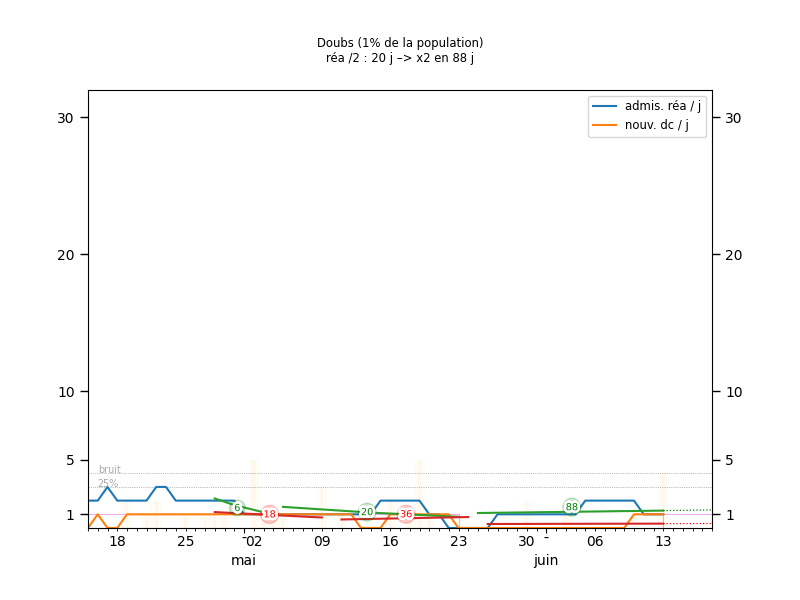 Doubs (1% de la population)
réa /2 : 20 j –> x2 en 88 j
admis. réa / j
nouv. dc / j
30 30
20 20
10 10
5 5
1 1
bruit
25%
6 18 20 36 88
18 25 02 09 16 23 30 06 13
mai juin